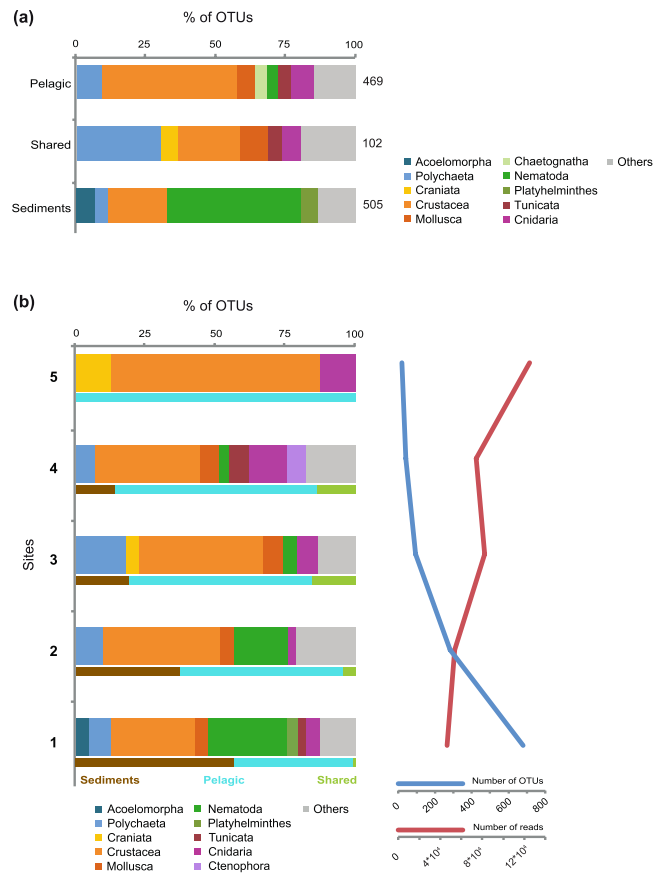 (a)
% of OTUs
0 25 50 75 100
Pelagic 469
Shared 102
Sediments 505
Acoelomorpha Chaetognatha Others
Polychaeta Nematoda
Craniata Platyhelminthes
Crustacea Tunicata
Mollusca Cnidaria
(b)
% of OTUs
0 25 50 75 100
Sites
5
4
3
2
1
Sediments Pelagic Shared
Acoelomorpha Nematoda Others
Polychaeta Platyhelminthes
Craniata Tunicata
Crustacea Cnidaria
Mollusca Ctenophora
Number of OTUs
0 200 400 600 800
Number of reads
0 4*10⁴ 8*10⁴ 12*10⁴